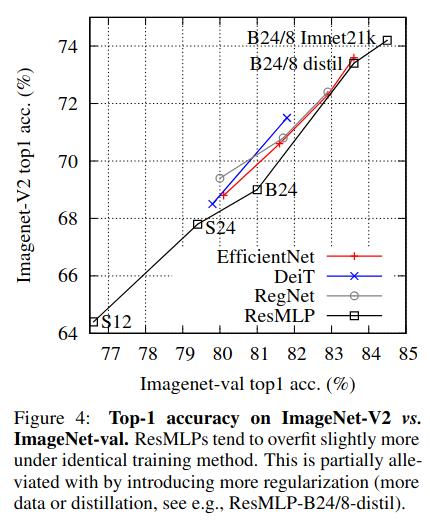 74
72
70
68
66
64
Imagenet-V2 top1 acc. (%)
B24/8 Imnet21k
B24/8 distil
B24
S24
S12
EfficientNet
DeiT
RegNet
ResMLP
77 78 79 80 81 82 83 84 85
Imagenet-val top1 acc. (%)
Figure 4: Top-1 accuracy on ImageNet-V2 vs.
ImageNet-val. ResMLPs tend to overfit slightly more
under identical training method. This is partially alle-
viated with by introducing more regularization (more
data or distillation, see e.g., ResMLP-B24/8-distil).